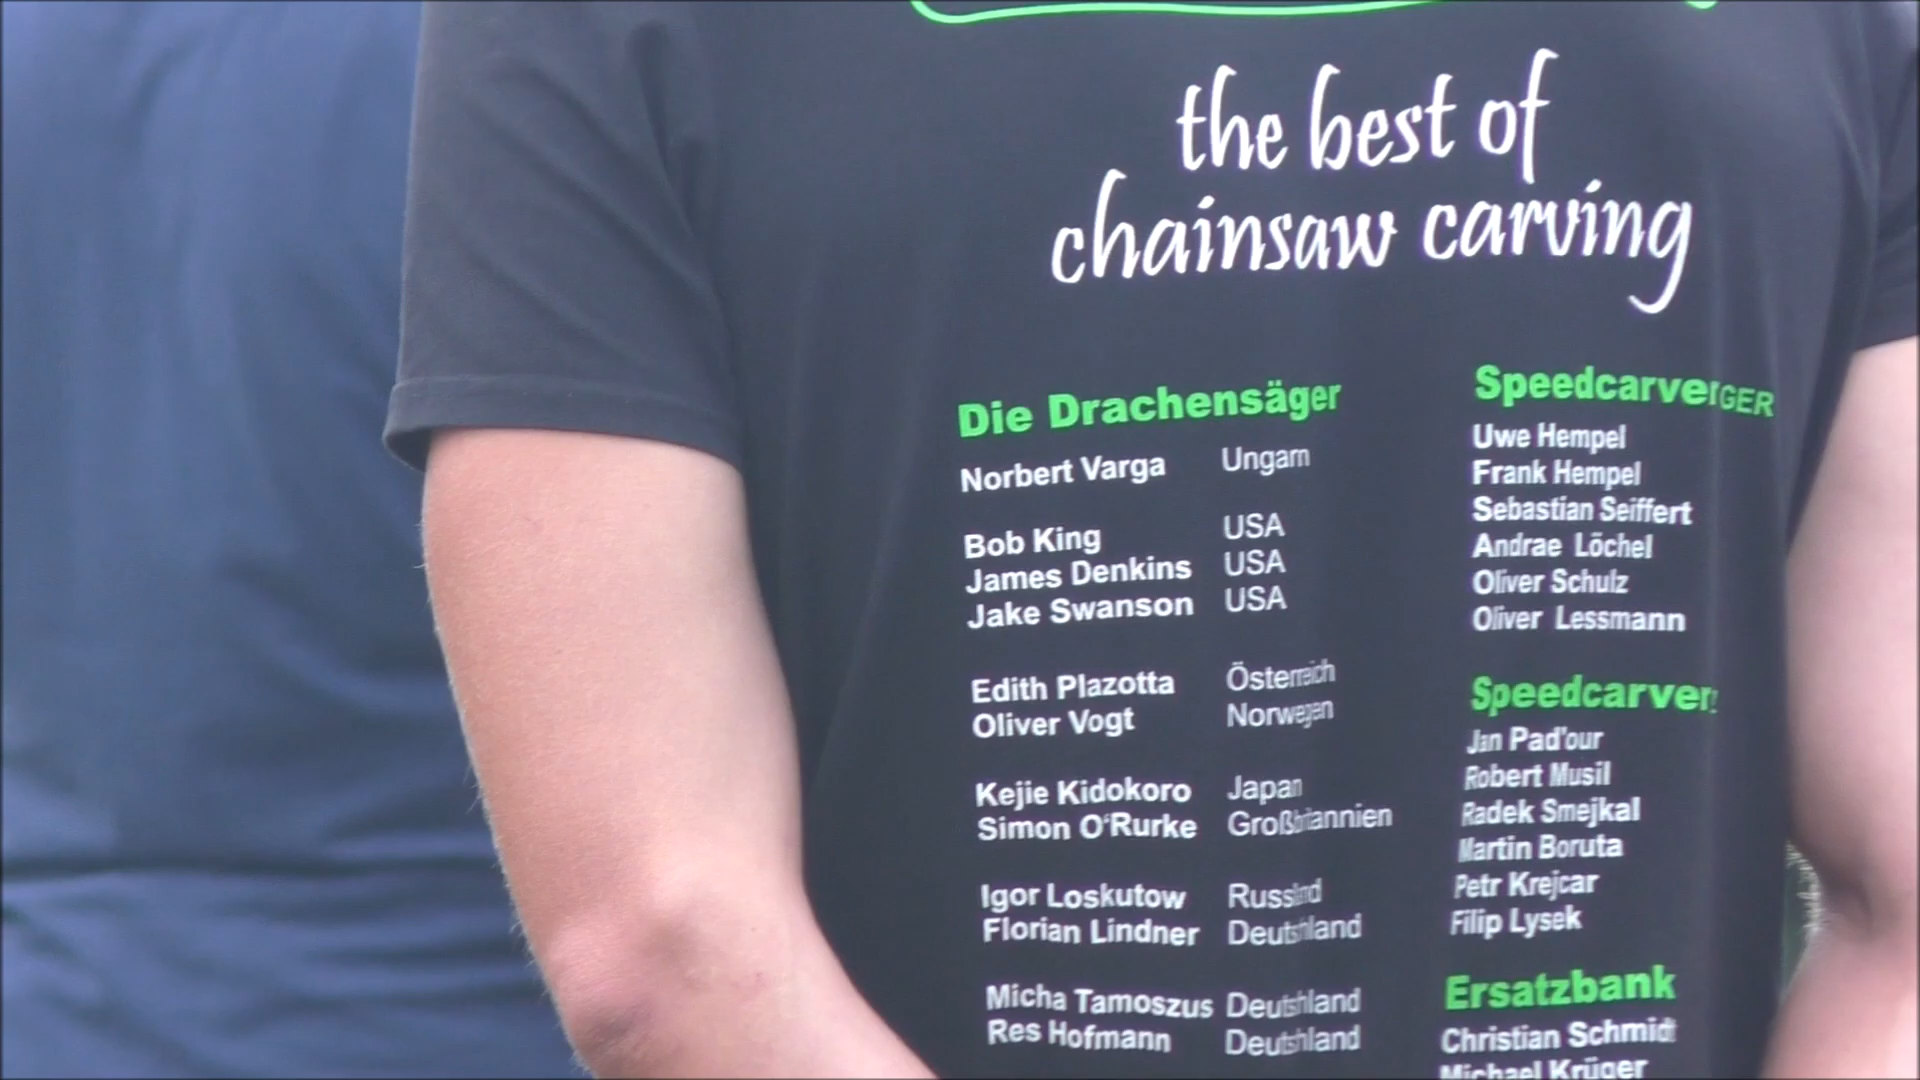 the best of
chainsaw carving
Die Drachensäger
Norbert Varga Ungarn
Bob King USA
James Denkins USA
Jake Swanson USA
Edith Plazotta Österreich
Oliver Vogt Norwegen
Kejie Kidokoro Japan
Simon O'Rurke Großbritannien
Igor Loskutow Russland
Florian Lindner Deutschland
Micha Tamoszus Deutschland
Res Hofmann Deutschland
Speedcarver GER
Uwe Hempel
Frank Hempel
Sebastian Seiffert
Andrae Löchel
Oliver Schulz
Oliver Lessmann
Speedcarver
Jan Pad'our
Robert Musil
Radek Smejkal
Martin Boruta
Petr Krejcar
Filip Lysek
Ersatzbank
Christian Schmidt
Michael Krüger